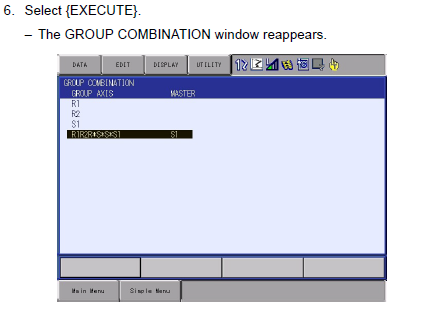 6. Select {EXECUTE}.
– The GROUP COMBINATION window reappears.
DATA EDIT DISPLAY UTILITY
GROUP COMBINATION
GROUP AXIS MASTER
R1
R2
S1
R1R2R*S*S*S1 S1
Main Menu Simple Menu